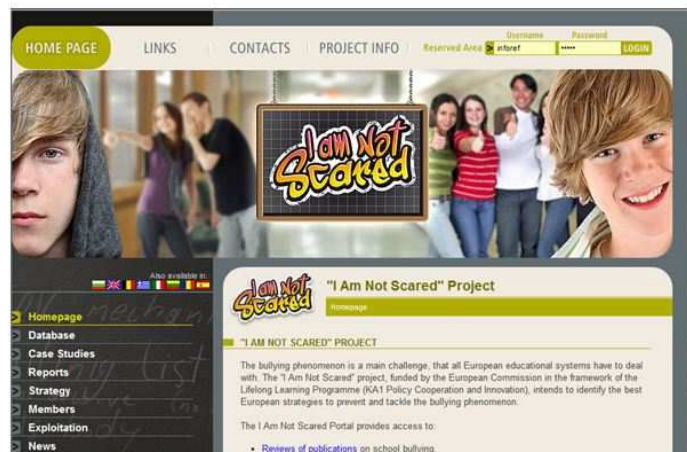 HOME PAGE
LINKS
CONTACTS
PROJECT INFO
Username
Password
Reserved Area
inforef
•••••
LOGIN
I am Not
Scared
Also available in:
Homepage
Database
Case Studies
Reports
Strategy
Members
Exploitation
News
I am Not
Scared
"I Am Not Scared" Project
Homepage
"I AM NOT SCARED" PROJECT
The bullying phenomenon is a main challenge, that all European educational systems have to deal
with. The "I Am Not Scared" project, funded by the European Commission in the framework of the
Lifelong Learning Programme (KA1 Policy Cooperation and Innovation), intends to identify the best
European strategies to prevent and tackle the bullying phenomenon.
The I Am Not Scared Portal provides access to:
• Reviews of publications on school bullying.